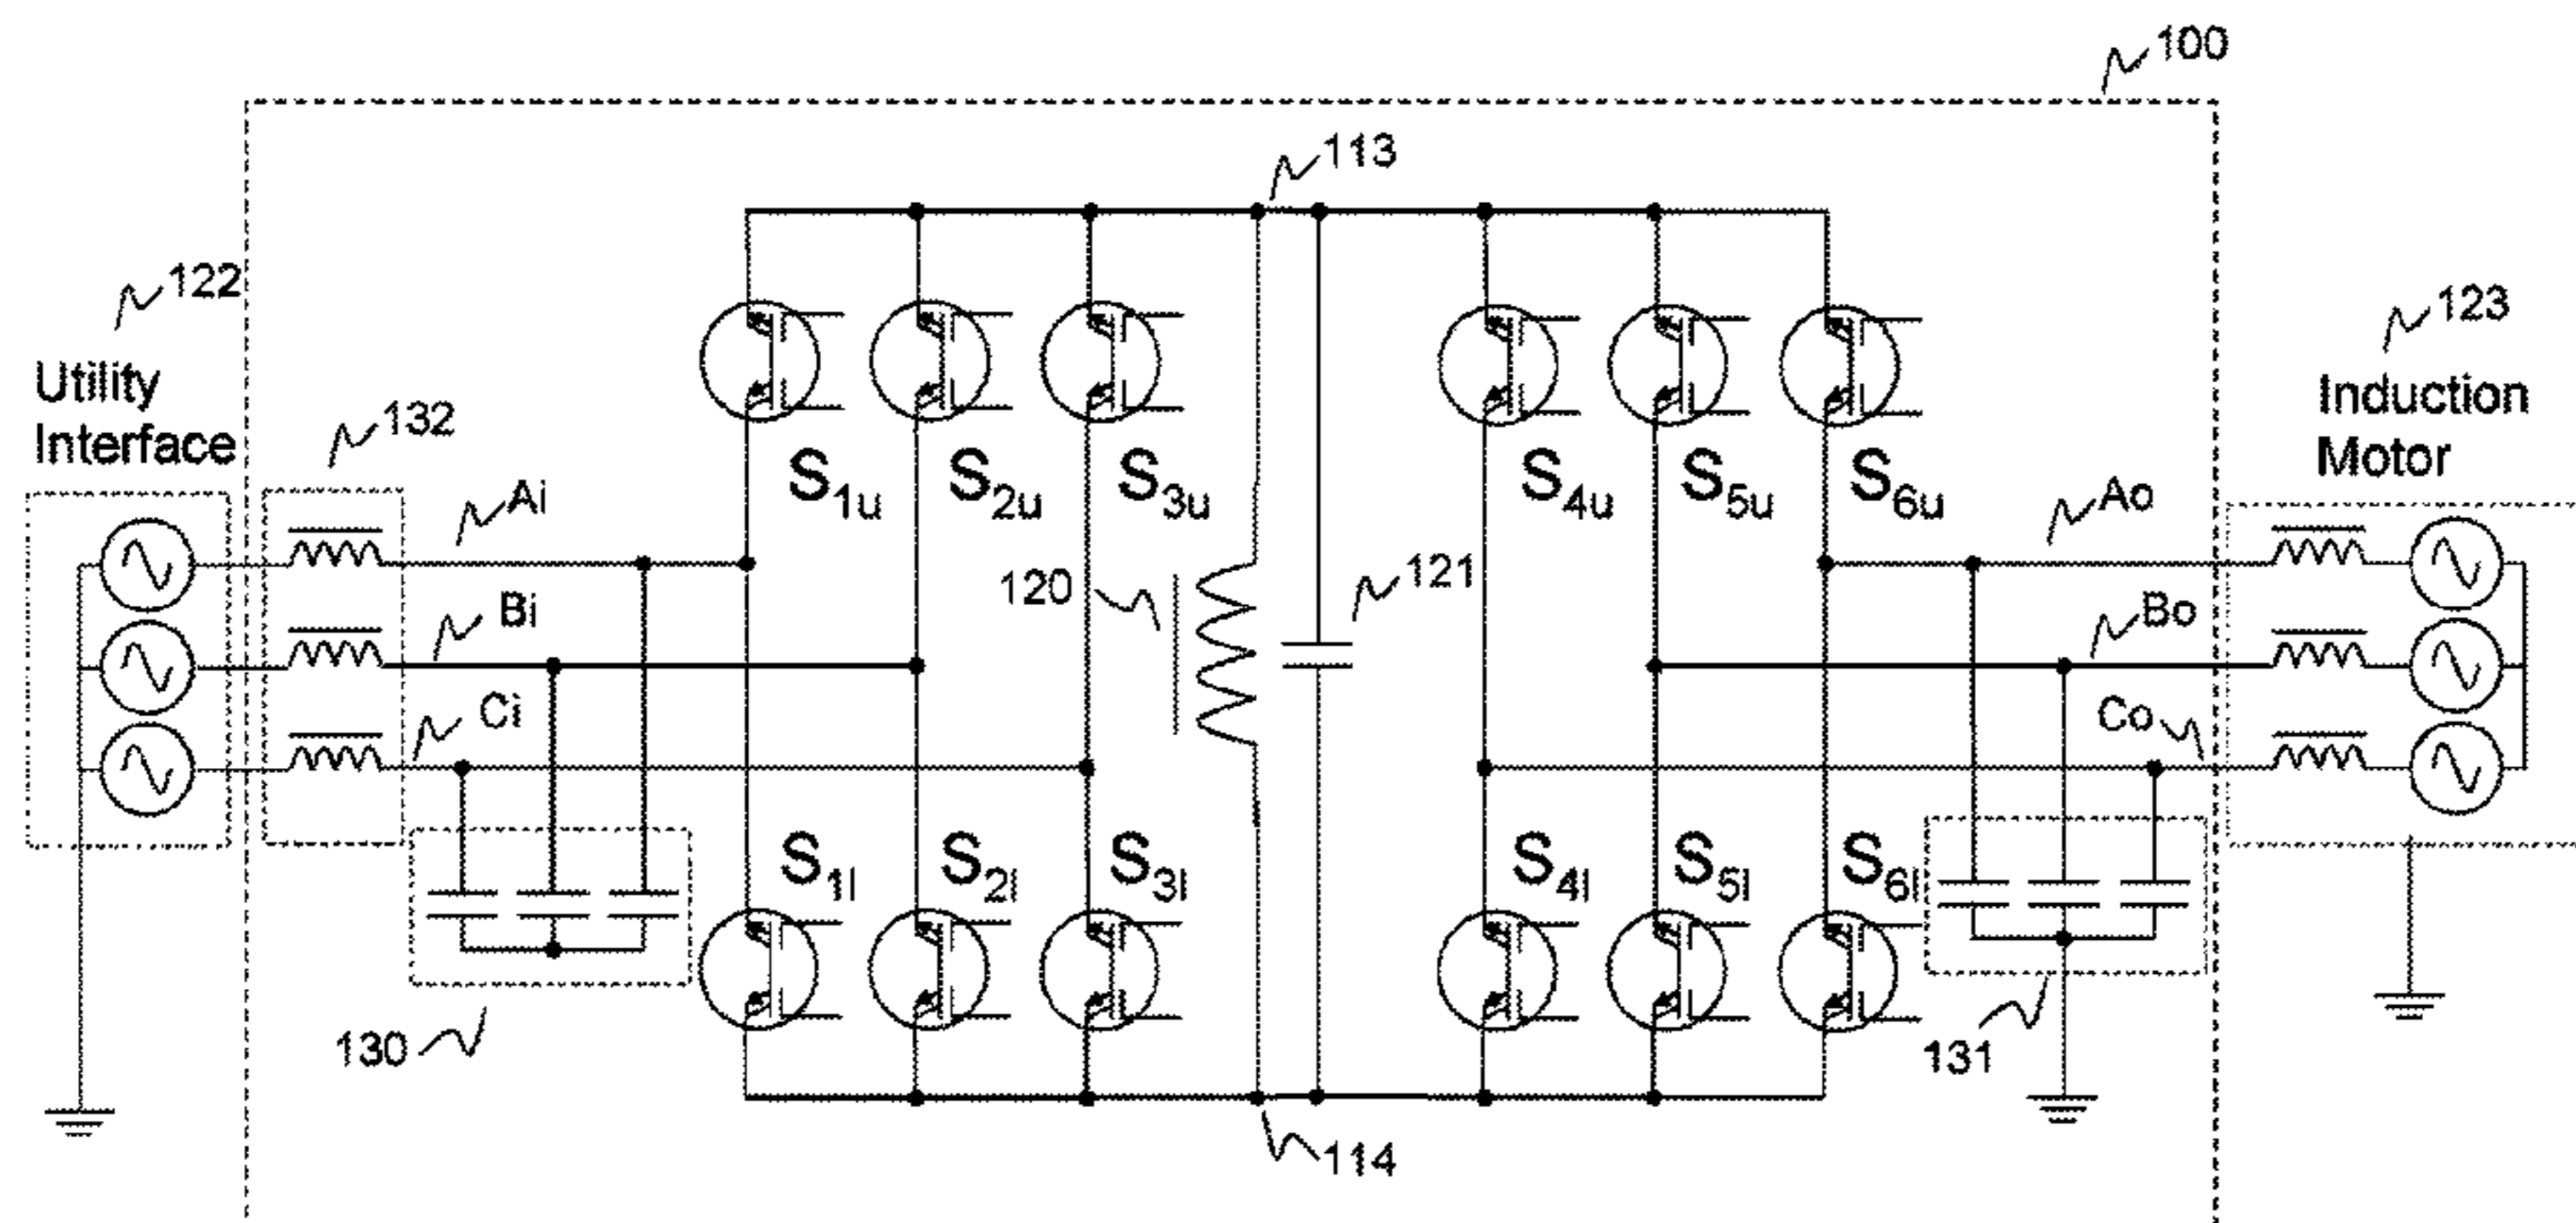 100
113
122
123
Utility
Interface
Induction
Motor
132
Ai
S1u
S2u
S3u
S4u
S5u
S6u
Ao
120
121
Bi
Bo
Ci
Co
S1l
S2l
S3l
S4l
S5l
S6l
130
131
114